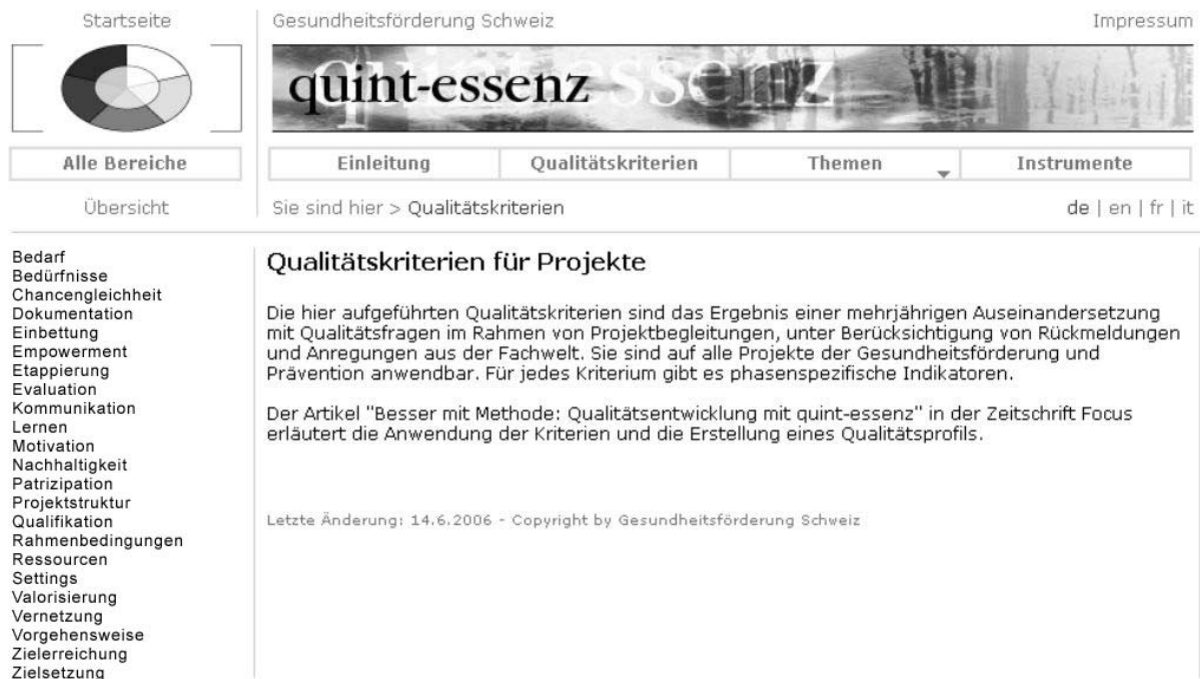 Startseite
Gesundheitsförderung Schweiz
Impressum
quint-essenz
quint-essenz
Alle Bereiche
Einleitung
Qualitätskriterien
Themen
Instrumente
Übersicht
Sie sind hier > Qualitätskriterien
de | en | fr | it
Bedarf
Bedürfnisse
Chancengleichheit
Dokumentation
Einbettung
Empowerment
Etappierung
Evaluation
Kommunikation
Lernen
Motivation
Nachhaltigkeit
Patrizipation
Projektstruktur
Qualifikation
Rahmenbedingungen
Ressourcen
Settings
Valorisierung
Vernetzung
Vorgehensweise
Zielerreichung
Zielsetzung
Qualitätskriterien für Projekte
Die hier aufgeführten Qualitätskriterien sind das Ergebnis einer mehrjährigen Auseinandersetzung
mit Qualitätsfragen im Rahmen von Projektbegleitungen, unter Berücksichtigung von Rückmeldungen
und Anregungen aus der Fachwelt. Sie sind auf alle Projekte der Gesundheitsförderung und
Prävention anwendbar. Für jedes Kriterium gibt es phasenspezifische Indikatoren.
Der Artikel "Besser mit Methode: Qualitätsentwicklung mit quint-essenz" in der Zeitschrift Focus
erläutert die Anwendung der Kriterien und die Erstellung eines Qualitätsprofils.
Letzte Änderung: 14.6.2006 - Copyright by Gesundheitsförderung Schweiz